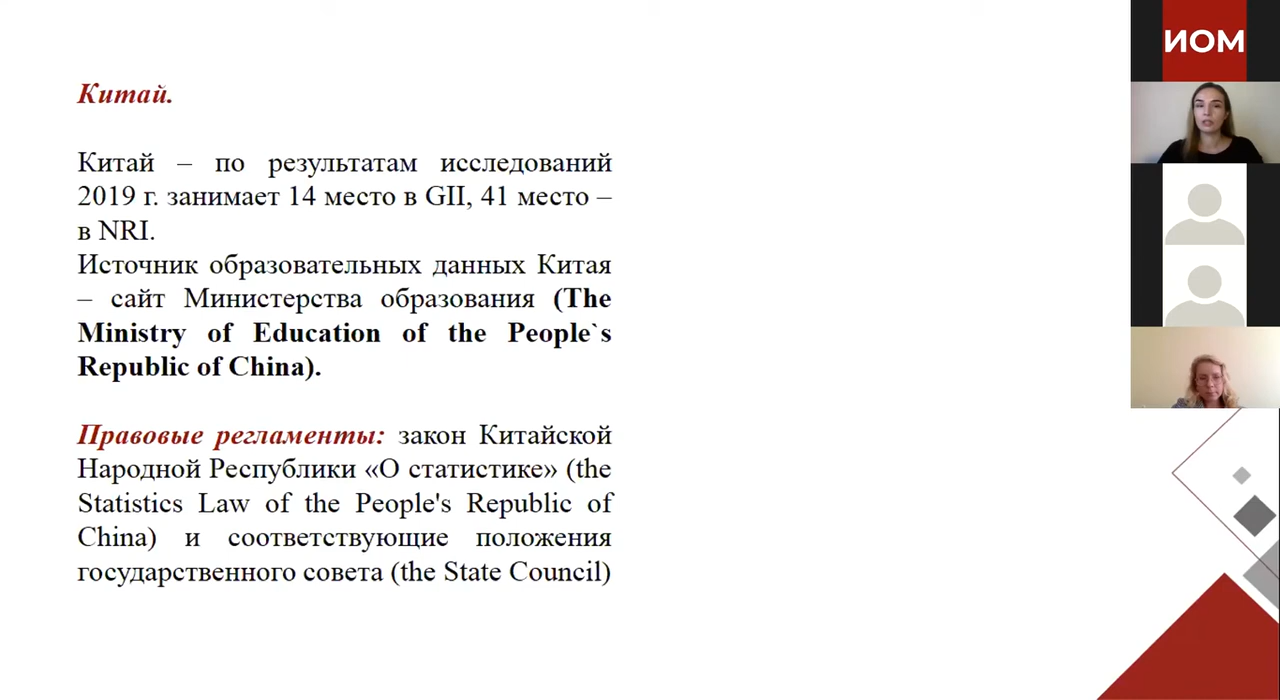 Китай.
Китай – по результатам исследований
2019 г. занимает 14 место в GII, 41 место –
в NRI.
Источник образовательных данных Китая
– сайт Министерства образования (The
Ministry of Education of the People`s
Republic of China).
Правовые регламенты: закон Китайской
Народной Республики «О статистике» (the
Statistics Law of the People's Republic of
China) и соответствующие положения
государственного совета (the State Council)
ИОМ